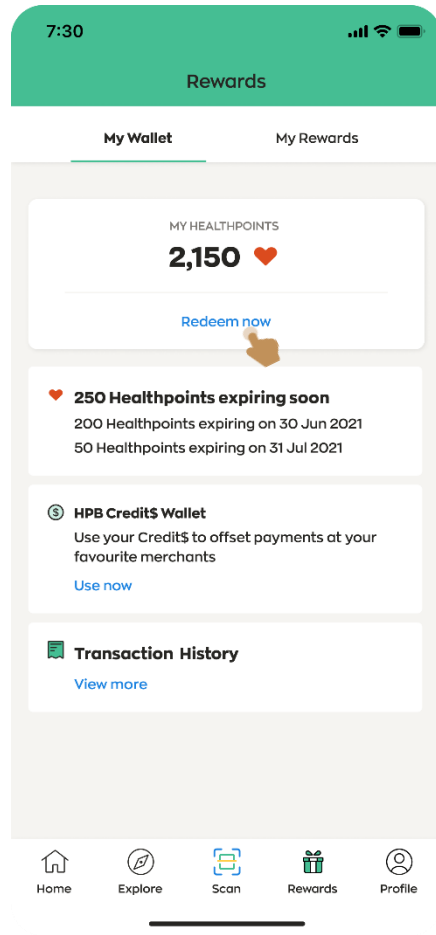 7:30
Rewards
My Wallet
My Rewards
MY HEALTHPOINTS
2,150
Redeem now
250 Healthpoints expiring soon
200 Healthpoints expiring on 30 Jun 2021
50 Healthpoints expiring on 31 Jul 2021
$
HPB Credit$ Wallet
Use your Credit$ to offset payments at your
favourite merchants
Use now
Transaction History
View more
Home
Explore
Scan
Rewards
Profile